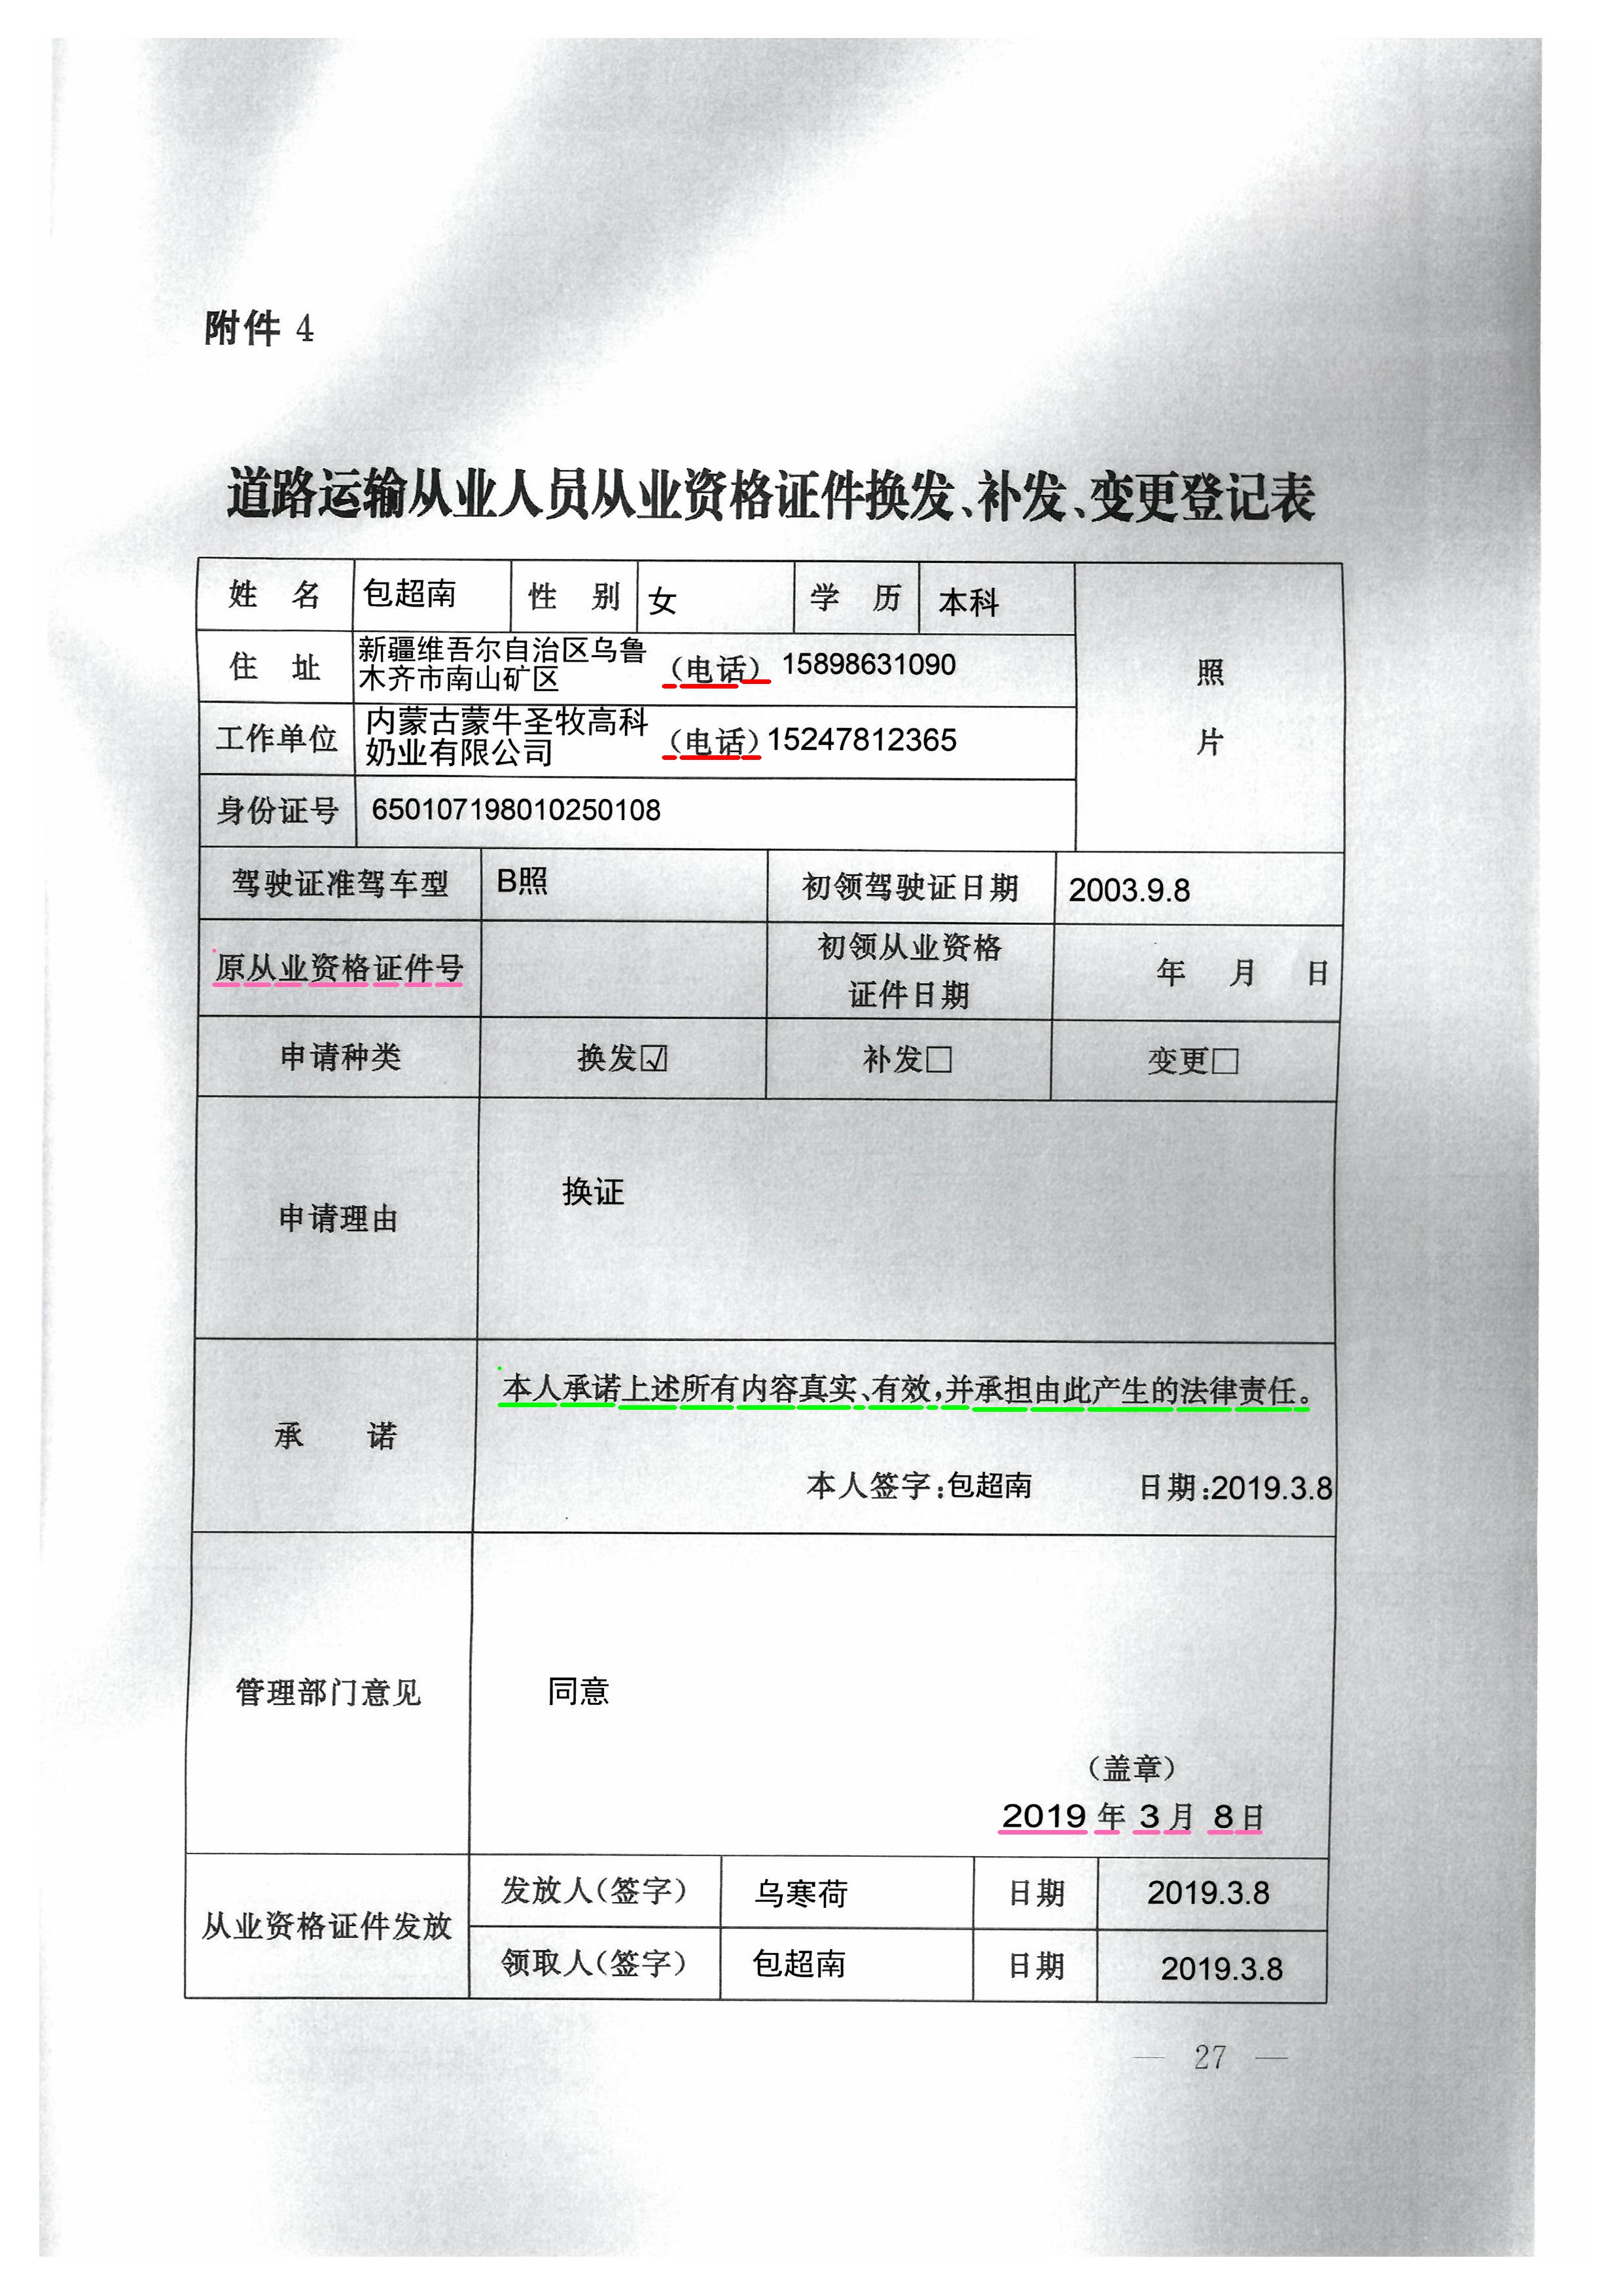 附件 4
道路运输从业人员从业资格证件换发、补发、变更登记表
姓 名 包超南 性 别 女 学 历 本科
照
片
住 址 新疆维吾尔自治区乌鲁
木齐市南山矿区 (电话) 15898631090
工作单位 内蒙古蒙牛圣牧高科
奶业有限公司 (电话) 15247812365
身份证号 650107198010250108
驾驶证准驾车型 B照 初领驾驶证日期 2003.9.8
原从业资格证件号 初领从业资格
证件日期 年 月 日
申请种类 换发☑ 补发□ 变更□
申请理由 换证
承 诺 本人承诺上述所有内容真实、有效,并承担由此产生的法律责任。
本人签字:包超南 日期:2019.3.8
管理部门意见 同意
(盖章)
2019 年 3 月 8 日
从业资格证件发放 发放人(签字) 乌寒荷 日期 2019.3.8
领取人(签字) 包超南 日期 2019.3.8
— 27 —